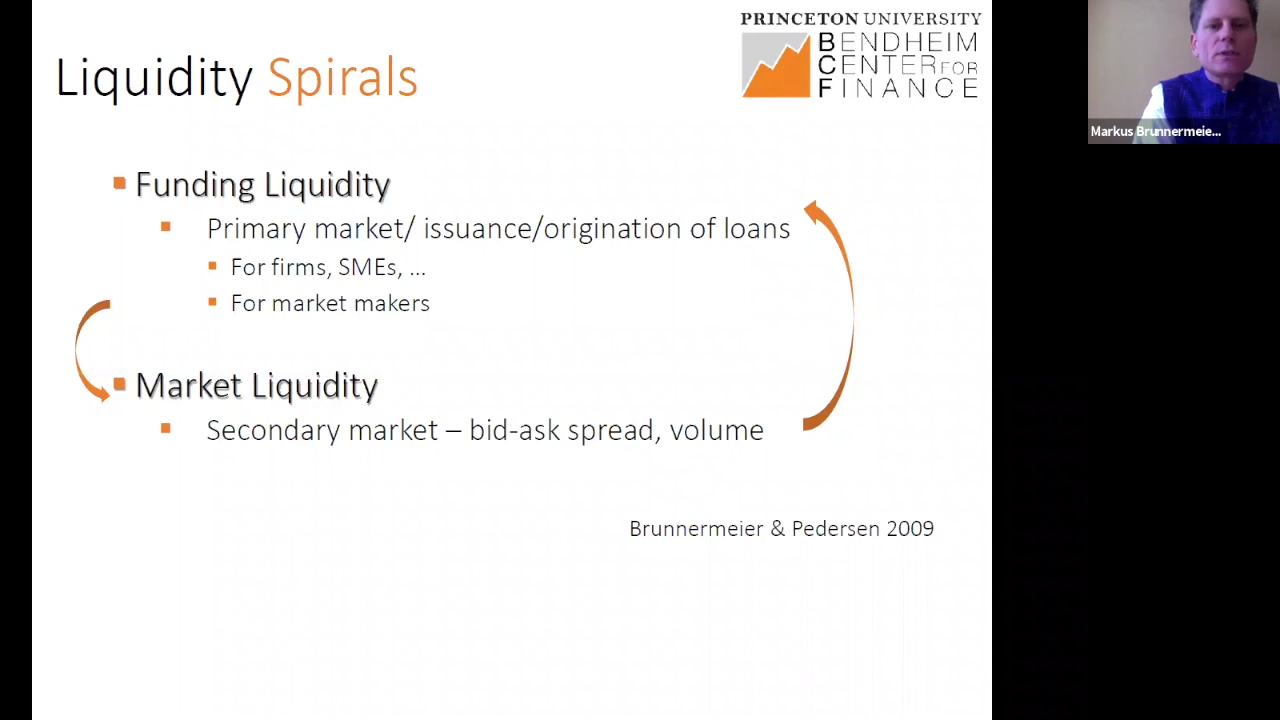 PRINCETON UNIVERSITY
BENDHEIM
CENTER FOR
FINANCE
Liquidity Spirals
Markus Brunnermeie...
Funding Liquidity
Primary market/ issuance/origination of loans
For firms, SMEs, ...
For market makers
Market Liquidity
Secondary market – bid-ask spread, volume
Brunnermeier & Pedersen 2009